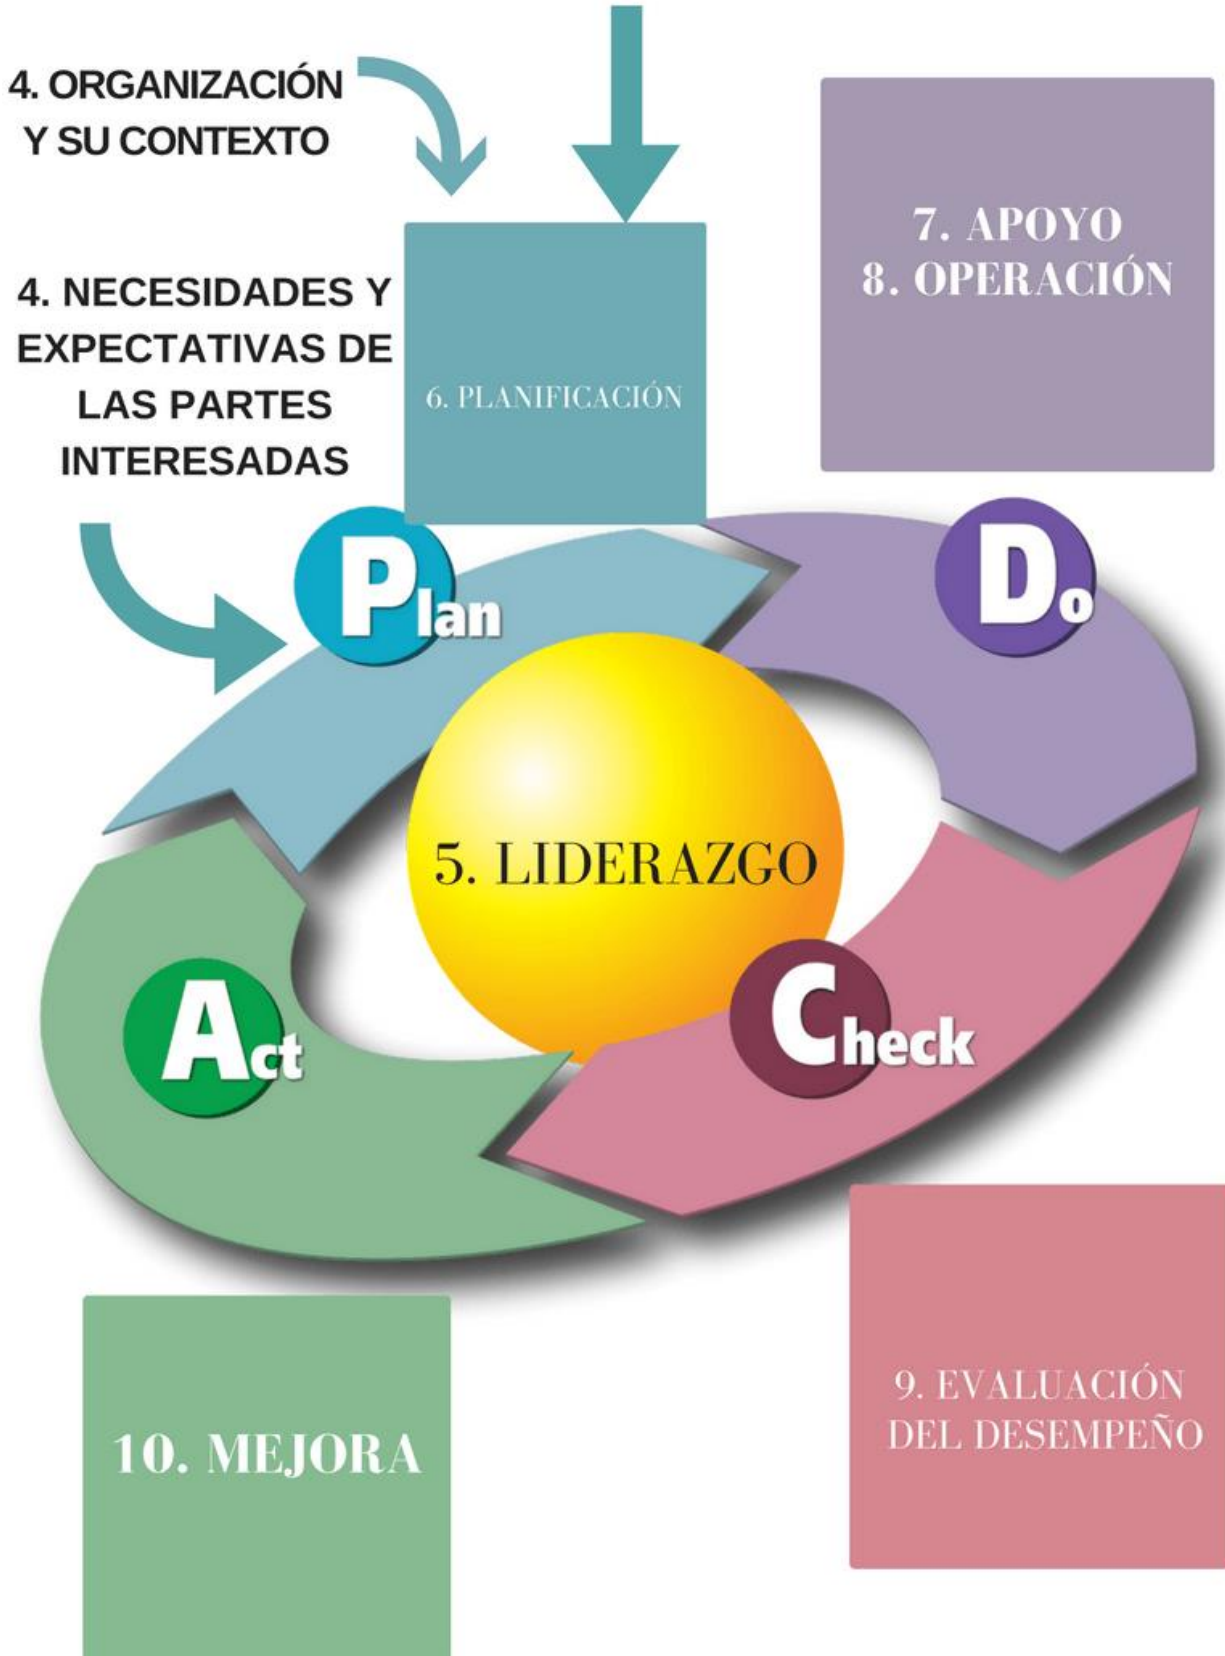 4. ORGANIZACIÓN
Y SU CONTEXTO
4. NECESIDADES Y
EXPECTATIVAS DE
LAS PARTES
INTERESADAS
6. PLANIFICACIÓN
7. APOYO
8. OPERACIÓN
Plan
Do
5. LIDERAZGO
Act
Check
10. MEJORA
9. EVALUACIÓN
DEL DESEMPEÑO